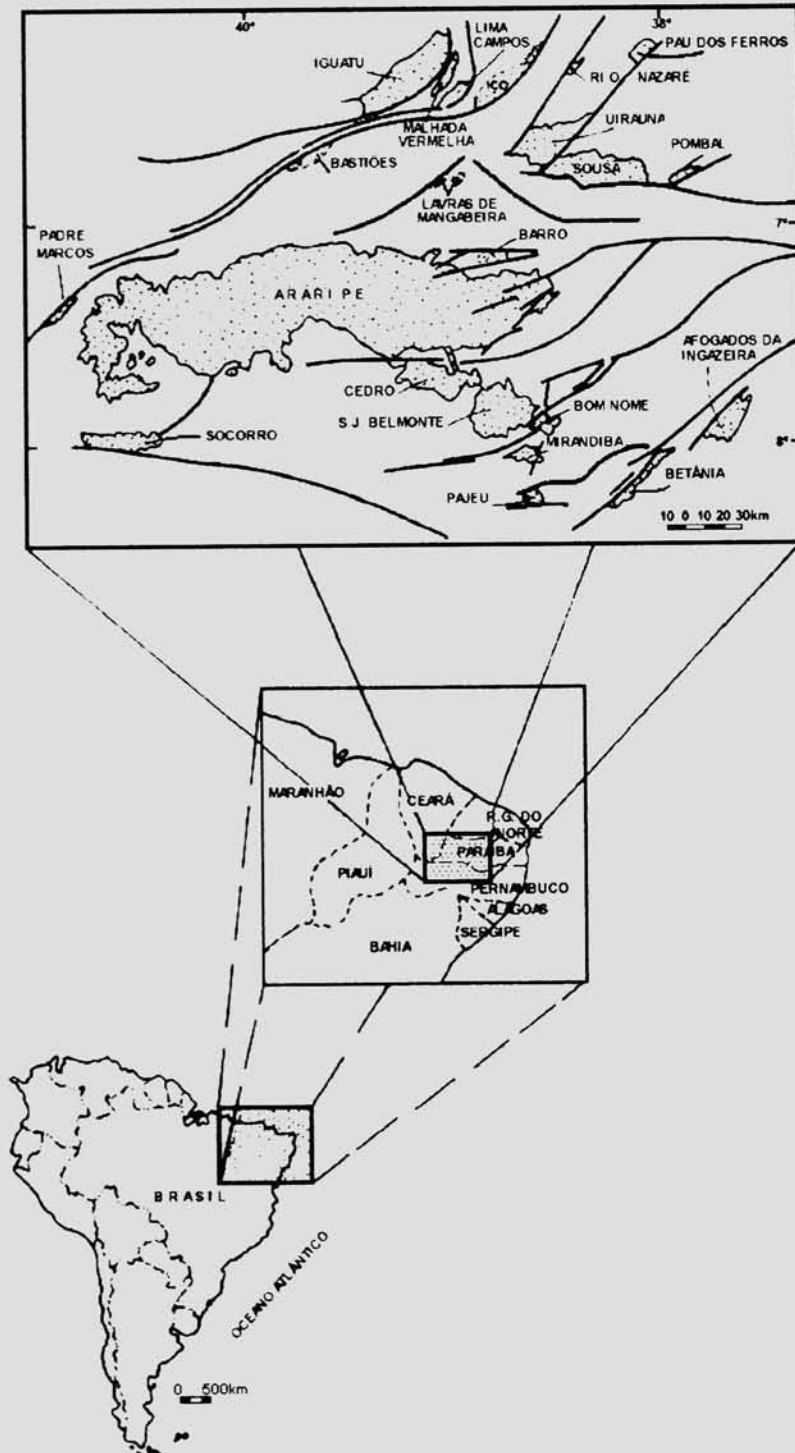 40°
38°
LIMA
CAMPOS
PAU DOS FERROS
IGUATU
ICO
RIO NAZARÉ
UIRAUNA
MALHADA
VERMELHA
POMBAL
BASTIÕES
SOUSA
LAVRAS DE
MANGABEIRA
7°
PADRE
MARCOS
BARRO
ARARIPE
AFOGADOS DA
INGAZEIRA
CEDRO
S.J. BELMONTE
BOM NOME
SOCORRO
MIRANDIBA
8°
PAJEU
BETÂNIA
10 0 10 20 30km
MARANHÃO
CEARÁ
R.G. DO
NORTE
PARAÍBA
PIAUÍ
PERNAMBUCO
ALAGOAS
SERGIPE
BAHIA
BRASIL
OCEANO ATLÂNTICO
0 500km